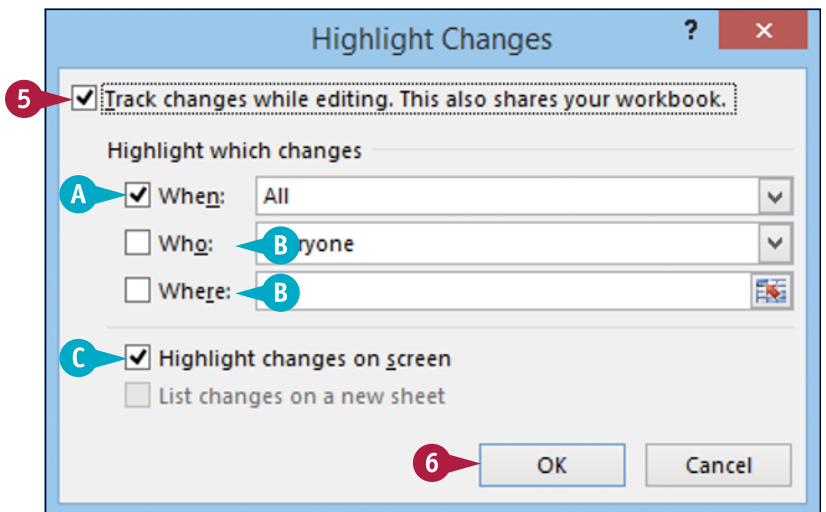 Highlight Changes ? ×
5 Track changes while editing. This also shares your workbook.
Highlight which changes
A When: All
Who: B ryone
Where: B
C Highlight changes on screen
List changes on a new sheet
6 OK Cancel